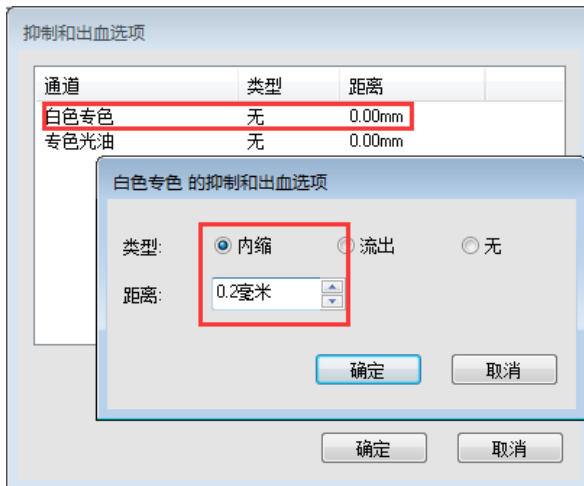 抑制和出血选项
通道 类型 距离
白色专色 无 0.00mm
专色光油 无 0.00mm
白色专色 的抑制和出血选项
类型: 内缩 流出 无
距离: 0.2毫米
确定 取消
确定 取消